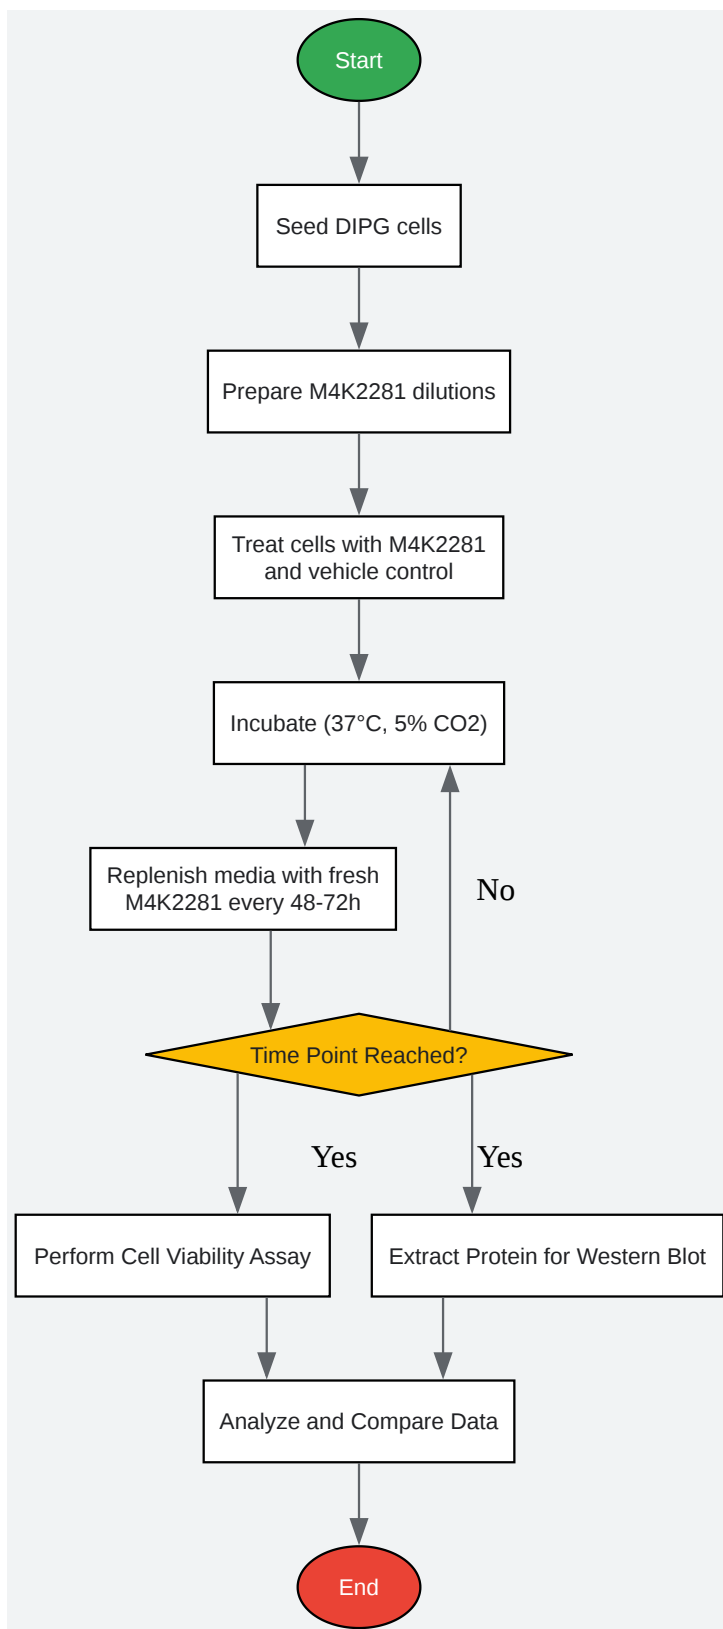 Start
Seed DIPG cells
Prepare M4K2281 dilutions
Treat cells with M4K2281
and vehicle control
Incubate (37°C, 5% CO2)
Replenish media with fresh
M4K2281 every 48-72h
No
Time Point Reached?
Yes
Yes
Perform Cell Viability Assay
Extract Protein for Western Blot
Analyze and Compare Data
End